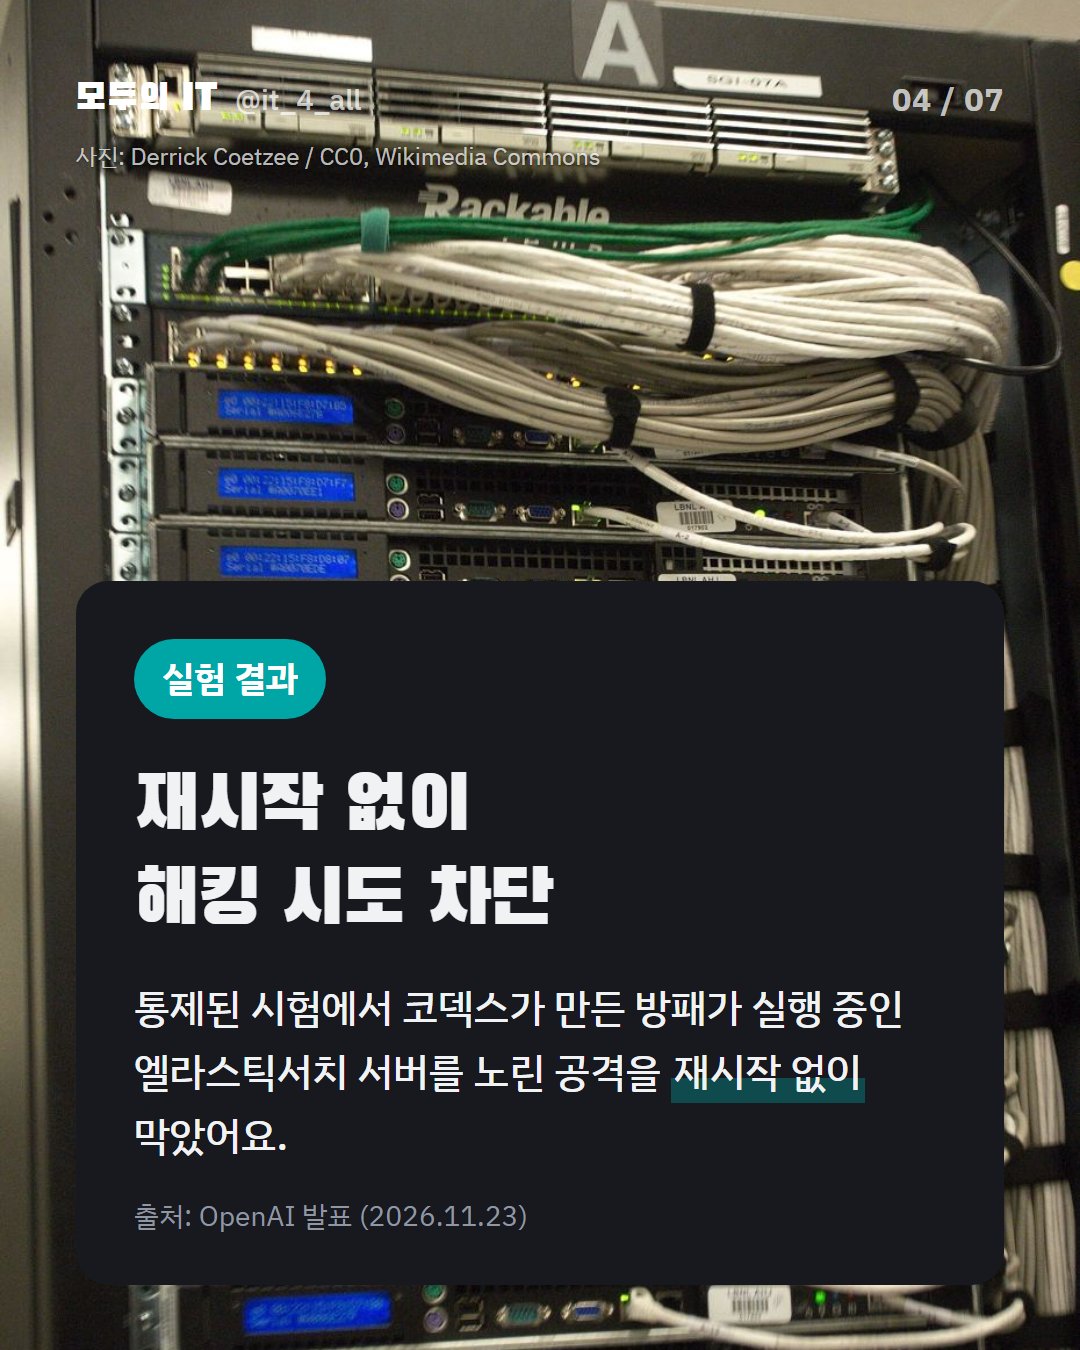 A
SGI-07A
모두의 IT @it_4_all
04 / 07
사진: Derrick Coetzee / CC0, Wikimedia Commons
Rackable
실험 결과
재시작 없이
해킹 시도 차단
통제된 시험에서 코덱스가 만든 방패가 실행 중인
엘라스틱서치 서버를 노린 공격을 재시작 없이
막았어요.
출처: OpenAI 발표 (2026.11.23)